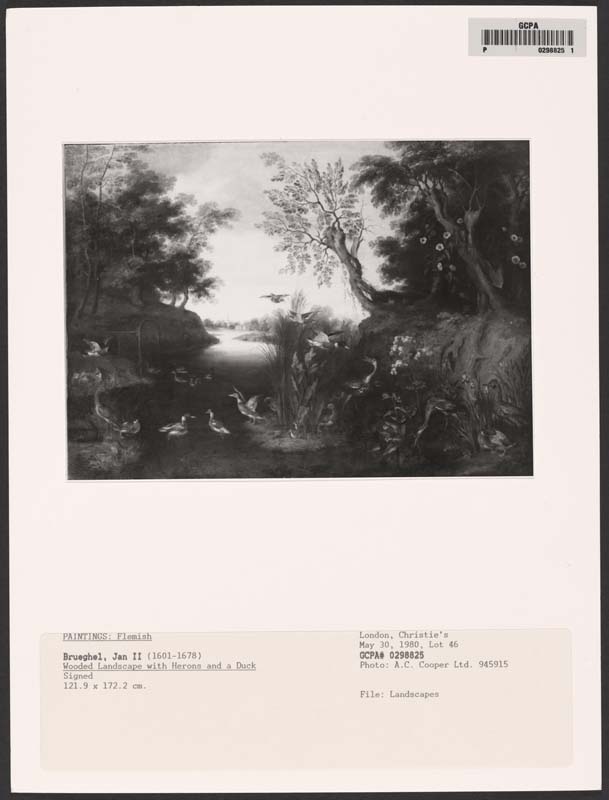 GCPA
P 0298825 1
PAINTINGS: Flemish
Brueghel, Jan II (1601-1678)
Wooded Landscape with Herons and a Duck
Signed
121.9 x 172.2 cm.
London, Christie's
May 30, 1980, Lot 46
GCPA# 0298825
Photo: A.C. Cooper Ltd. 945915
File: Landscapes